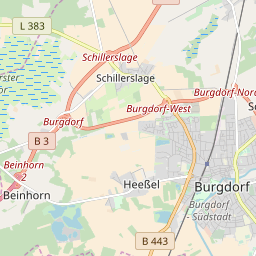 L 383
Schillerslage
Schillerslage
Burgdorf-Nord
Burgdorf-West
Burgdorf
B 3
Beinhorn
2
Beinhorn
Heeßel
Burgdorf
Burgdorf
- Südstadt
B 443